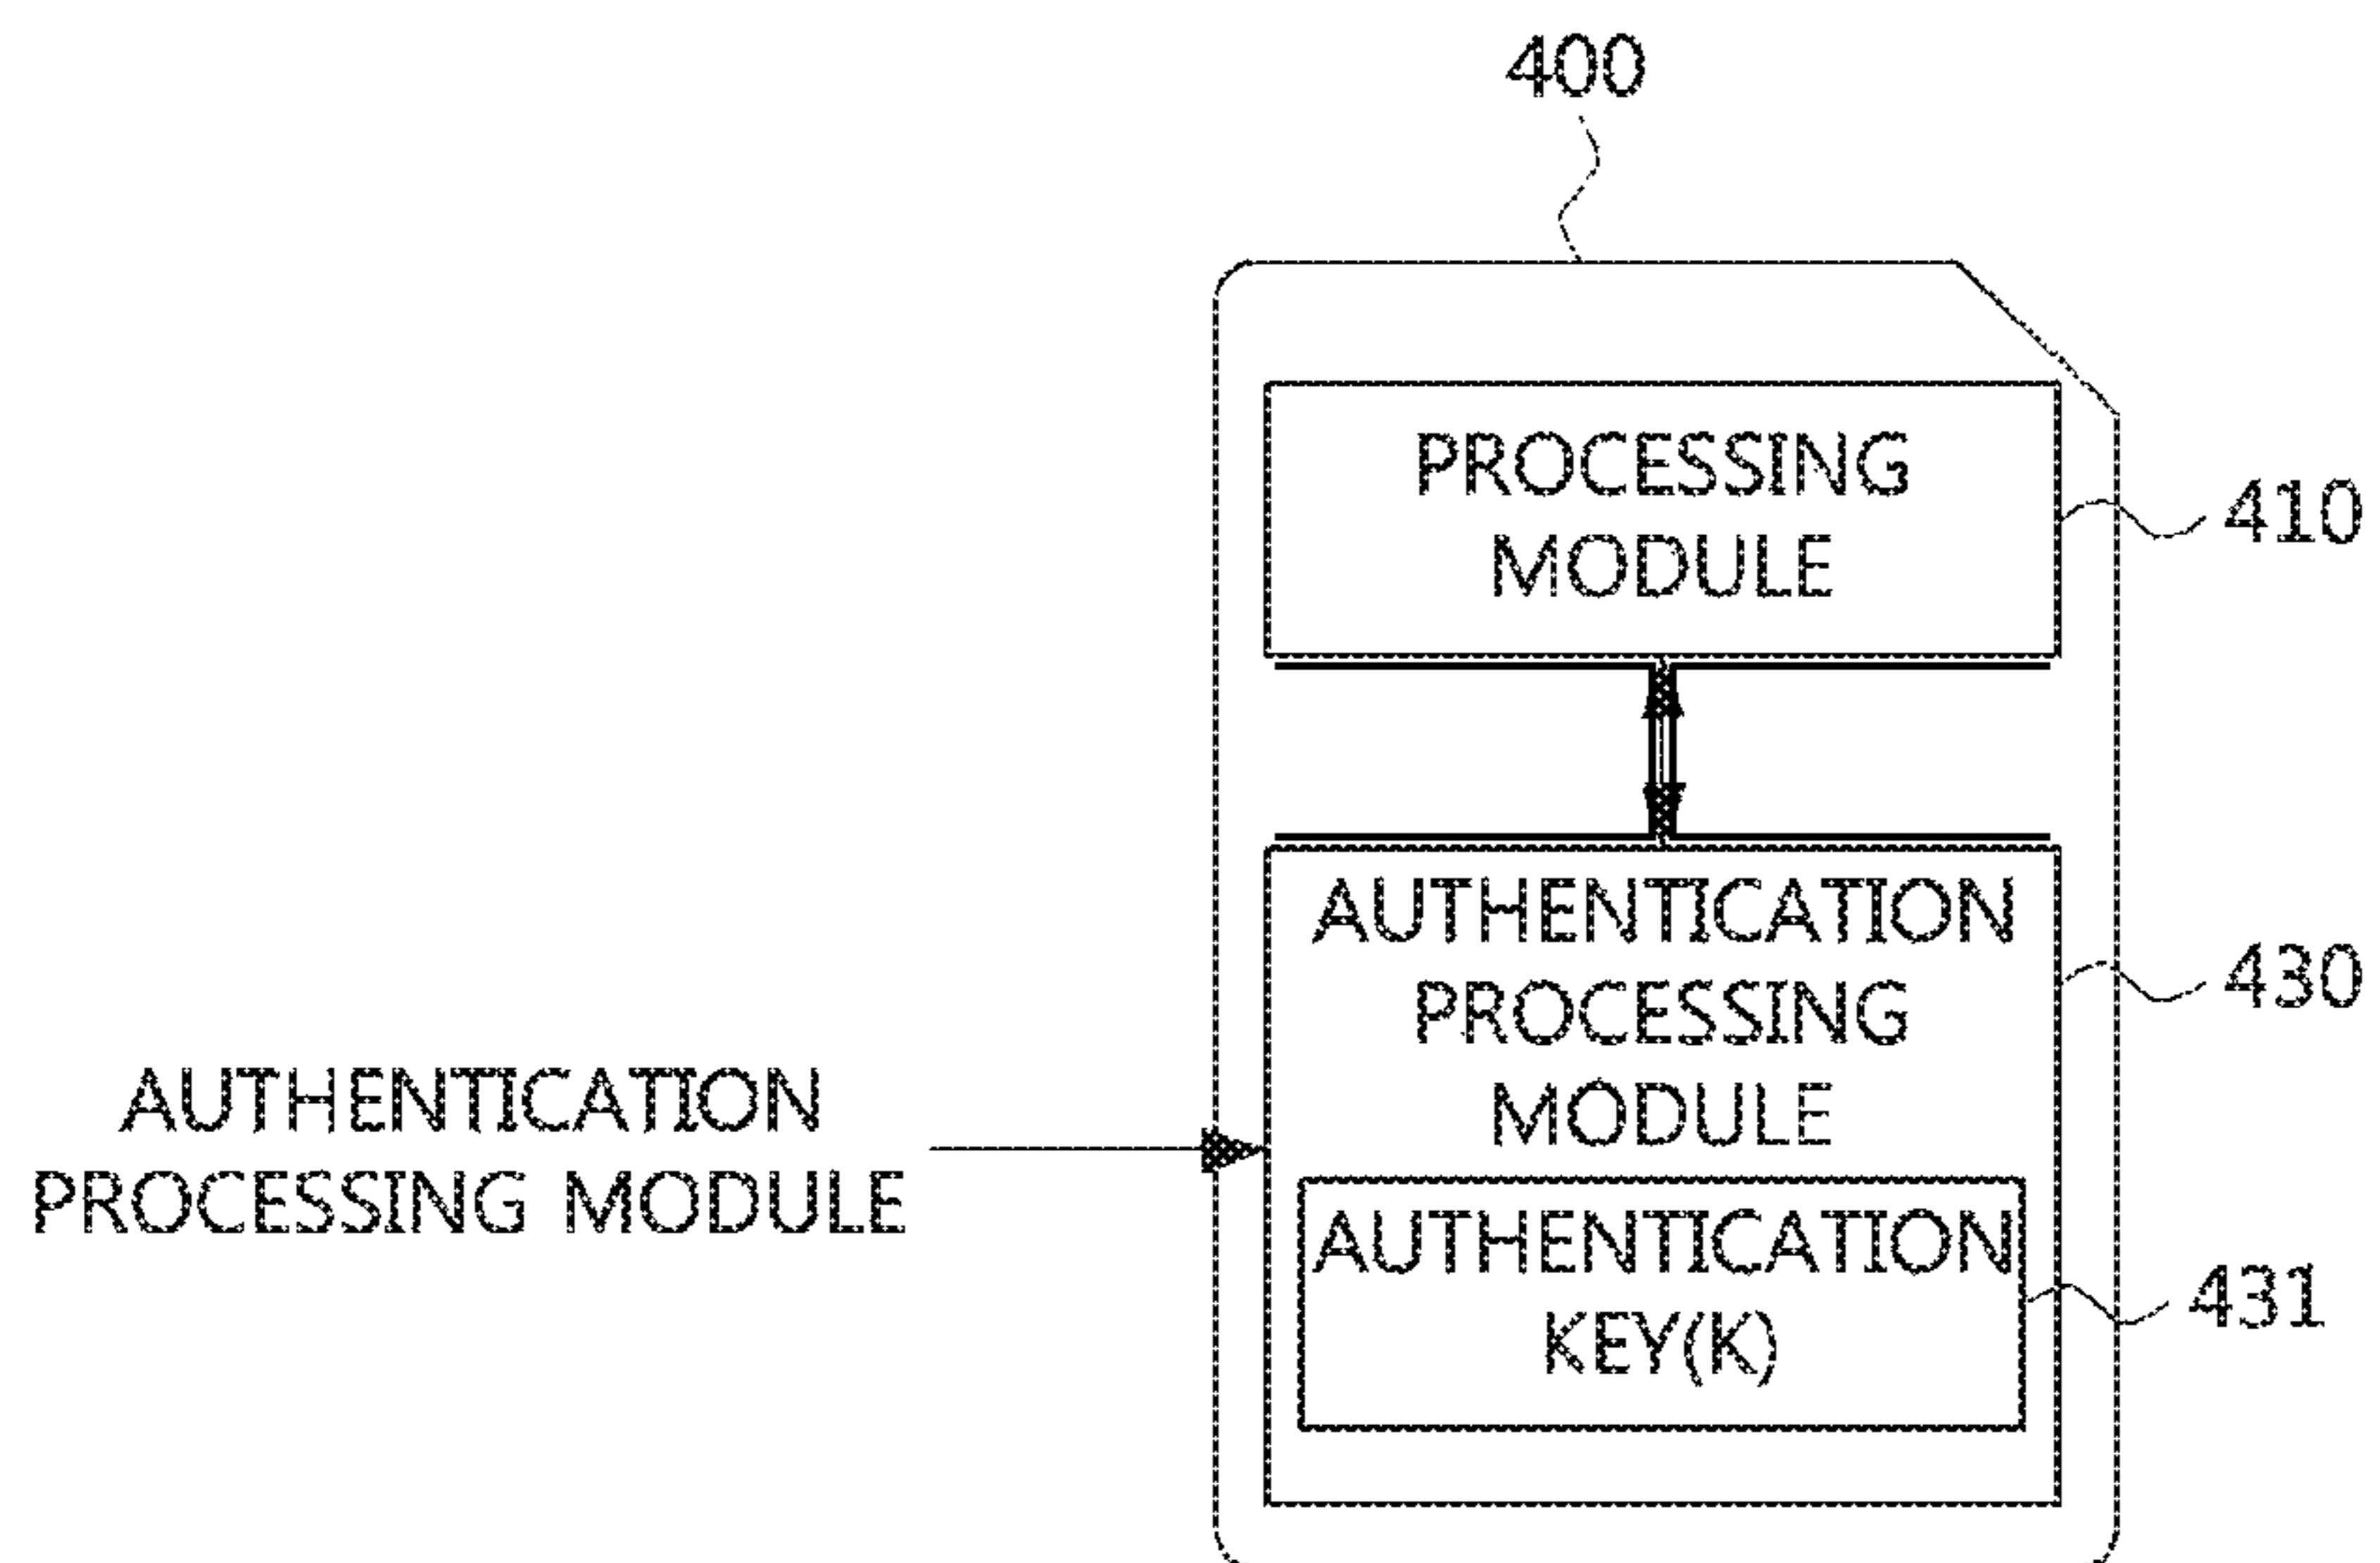 400
PROCESSING
MODULE
410
AUTHENTICATION
PROCESSING
MODULE
430
AUTHENTICATION
PROCESSING MODULE
AUTHENTICATION
KEY(K)
431